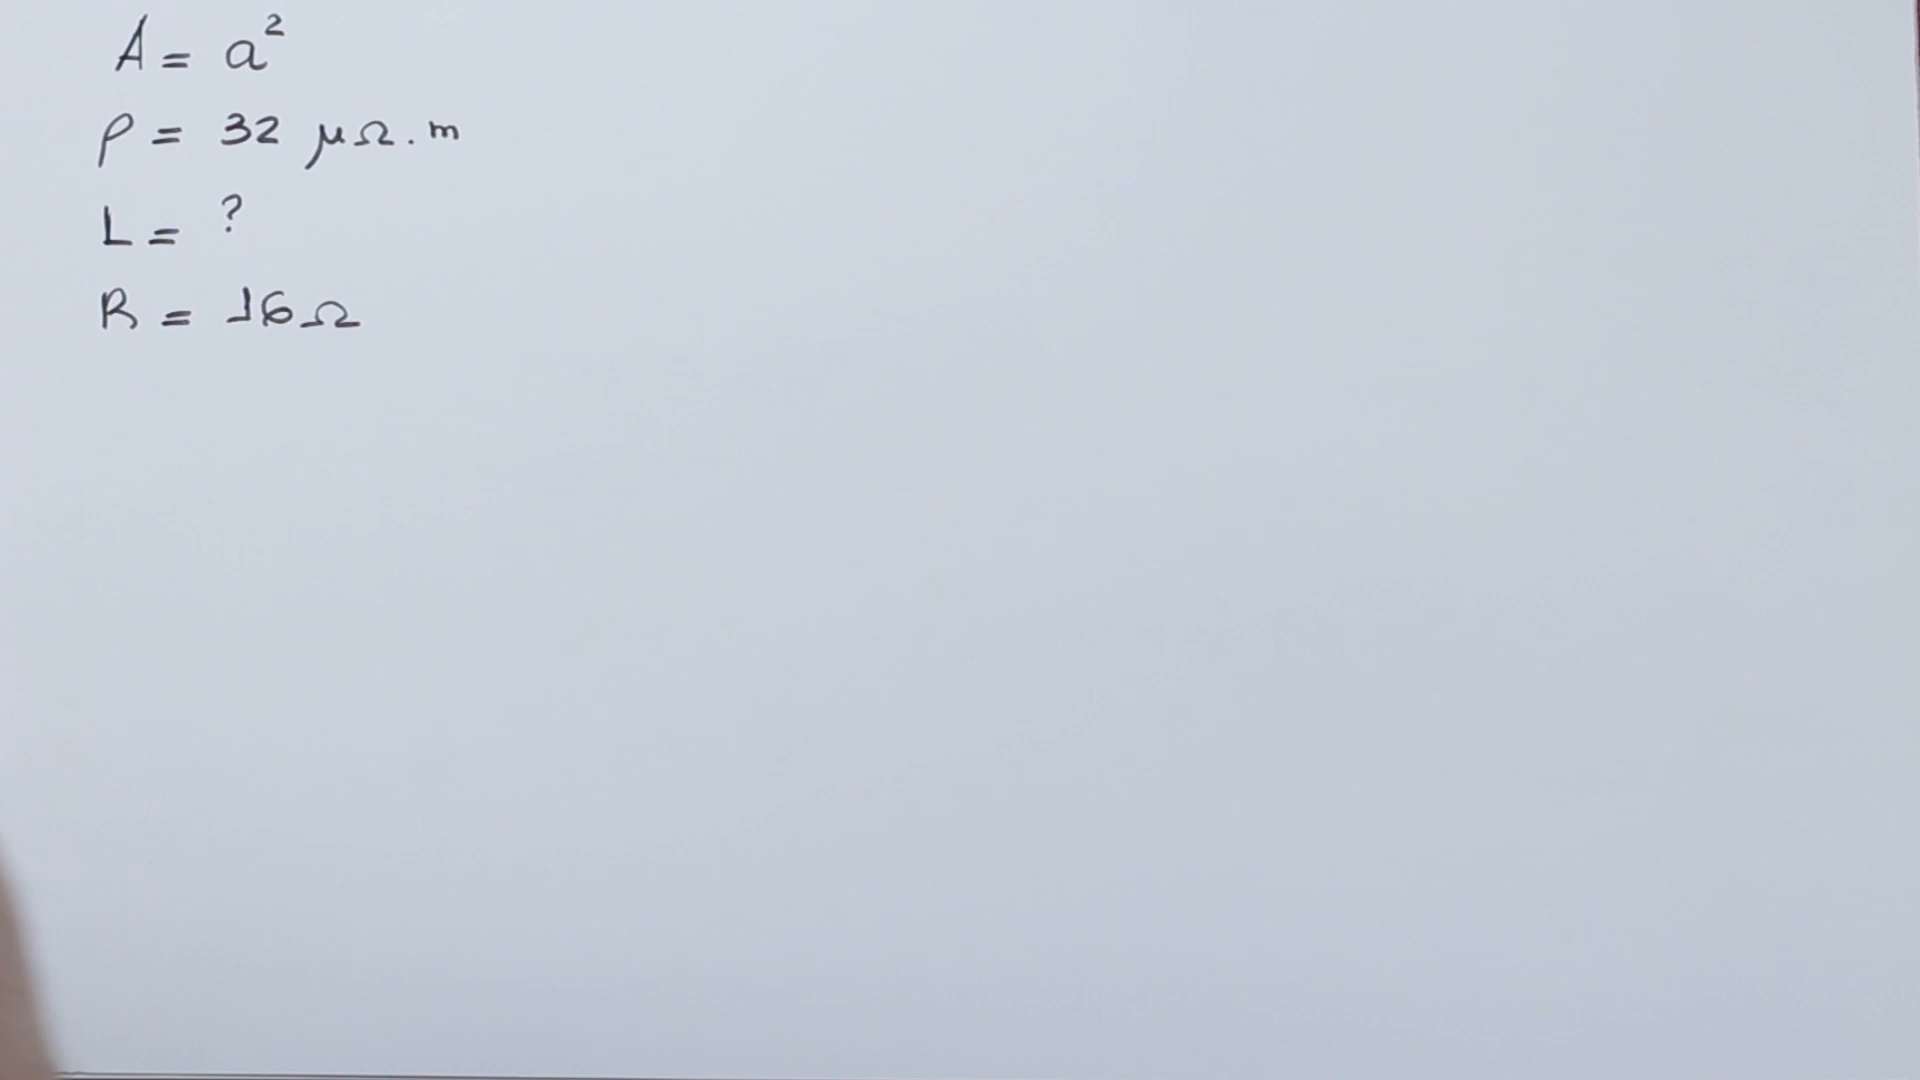 A = a²
ρ = 32 μΩ.m
L = ?
R = 16Ω